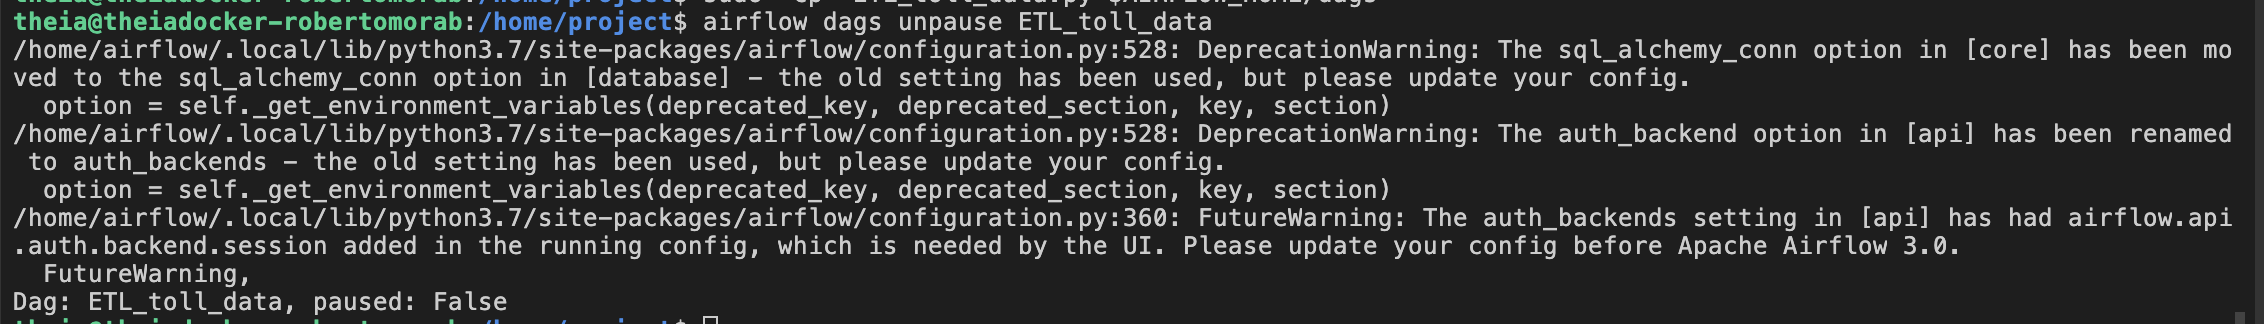 theia@theiadocker-robertomorab:/home/project$ airflow dags unpause ETL_toll_data
/home/airflow/.local/lib/python3.7/site-packages/airflow/configuration.py:528: DeprecationWarning: The sql_alchemy_conn option in [core] has been mo
ved to the sql_alchemy_conn option in [database] - the old setting has been used, but please update your config.
  option = self._get_environment_variables(deprecated_key, deprecated_section, key, section)
/home/airflow/.local/lib/python3.7/site-packages/airflow/configuration.py:528: DeprecationWarning: The auth_backend option in [api] has been renamed
 to auth_backends - the old setting has been used, but please update your config.
  option = self._get_environment_variables(deprecated_key, deprecated_section, key, section)
/home/airflow/.local/lib/python3.7/site-packages/airflow/configuration.py:360: FutureWarning: The auth_backends setting in [api] has had airflow.api
.auth.backend.session added in the running config, which is needed by the UI. Please update your config before Apache Airflow 3.0.
  FutureWarning,
Dag: ETL_toll_data, paused: False